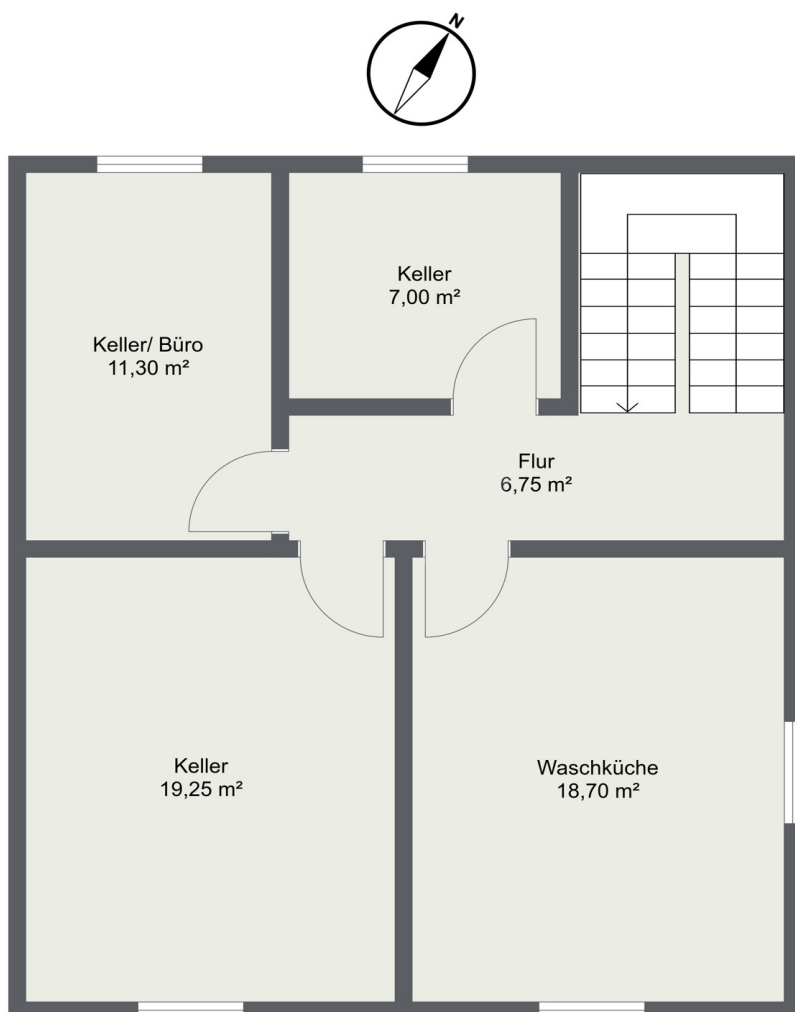 N
Keller
7,00 m²
Keller/ Büro
11,30 m²
Flur
6,75 m²
Keller
19,25 m²
Waschküche
18,70 m²